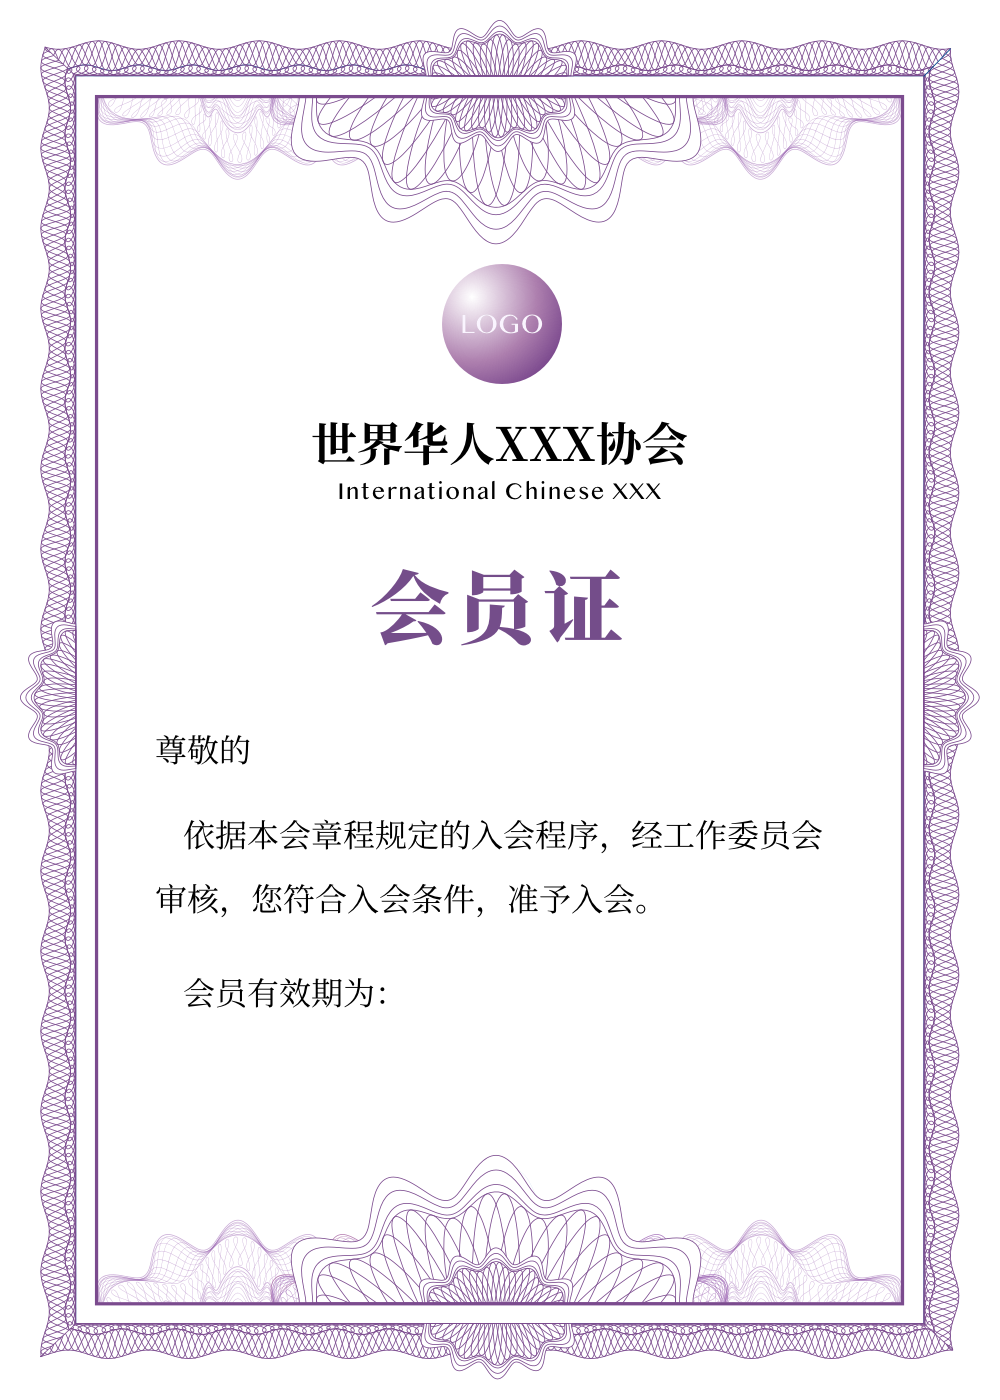 LOGO
世界华人XXX协会
International Chinese XXX
会员证
尊敬的
依据本会章程规定的入会程序，经工作委员会
审核，您符合入会条件，准予入会。
会员有效期为：